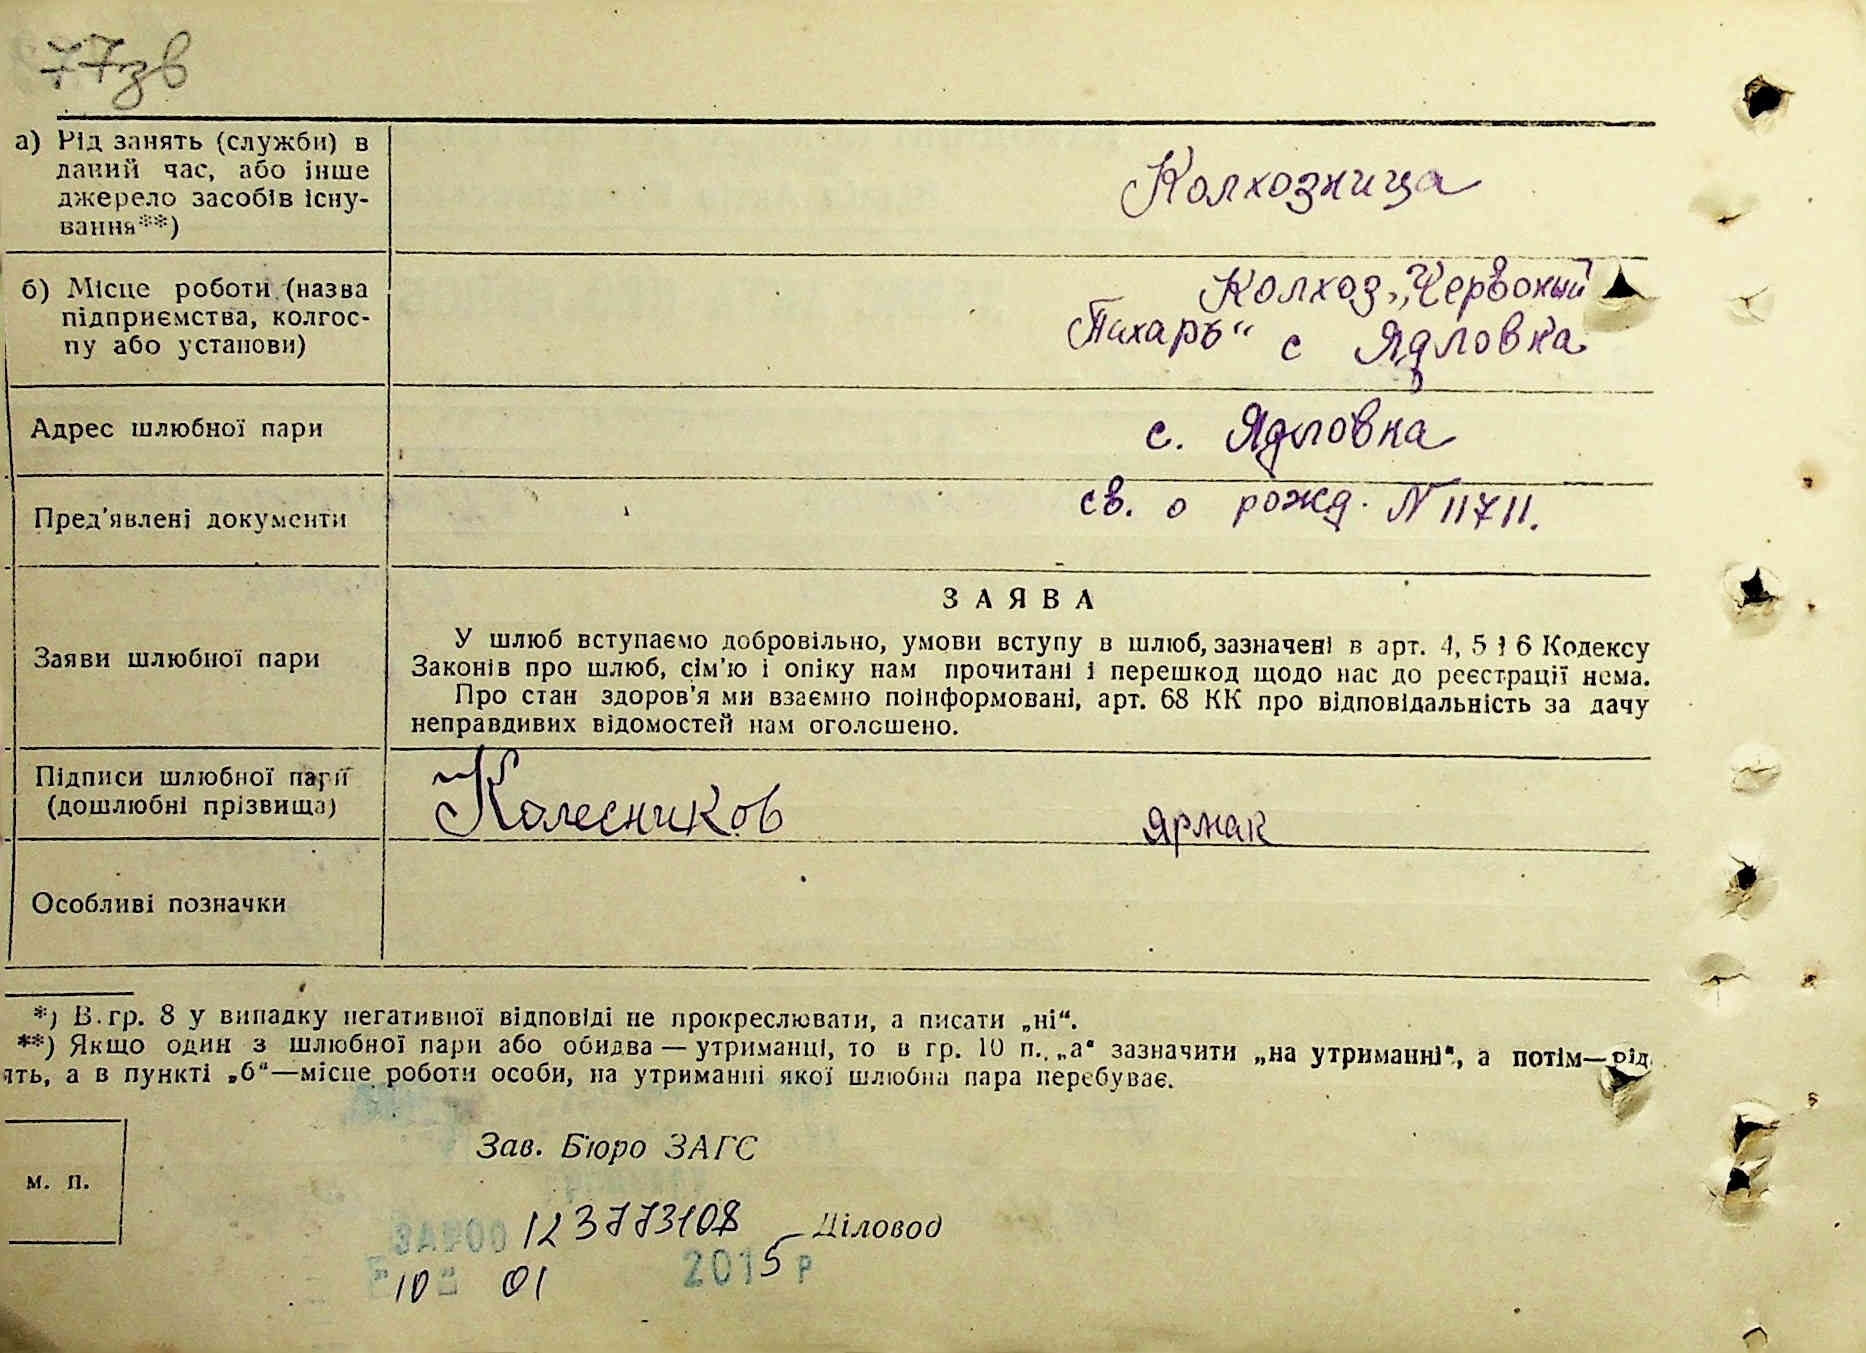 77зв
а) Рід занять (служби) в
даний час, або інше
джерело засобів існу-
вання**)
Колхозница
б) Місце роботи (назва
підприємства, колгос-
пу або установи)
Колхоз „Червоный
Пахарь“ с Ядловка
Адрес шлюбної пари
с. Ядловка
Пред'явлені документи
св. о рожд. N 11711.
Заяви шлюбної пари
ЗАЯВА
У шлюб вступаємо добровільно, умови вступу в шлюб, зазначені в арт. 4, 5 і 6 Кодексу
Законів про шлюб, сім'ю і опіку нам прочитані і перешкод щодо нас до реєстрації нема.
Про стан здоров'я ми взаємно поінформовані, арт. 68 КК про відповідальність за дачу
неправдивих відомостей нам оголошено.
Підписи шлюбної парії
(дошлюбні прізвища)
Колесников
Ярмак
Особливі позначки
*) В гр. 8 у випадку негативної відповіді не прокреслювати, а писати „ні“.
**) Якщо один з шлюбної пари або обидва — утриманці, то в гр. 10 п. „а“ зазначити „на утриманні“, а потім—рід
ять, а в пункті „б“—місце роботи особи, на утриманні якої шлюбна пара перебуває.
Зав. Бюро ЗАГС
м. п.
123773108
Діловод
"10" 01 2015 р